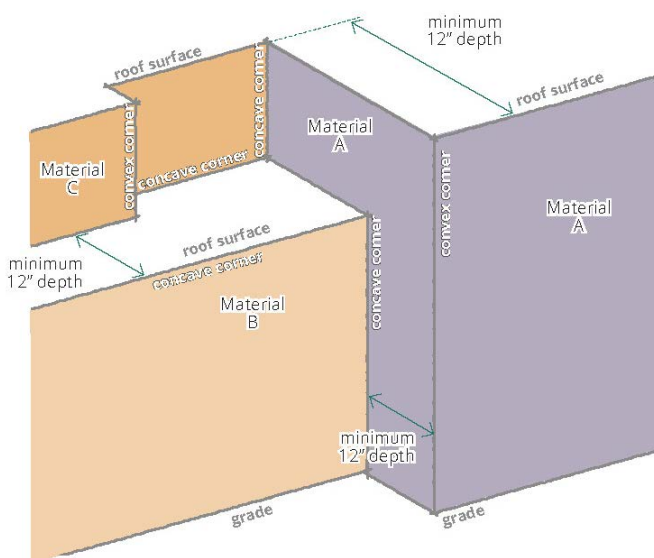 minimum
12" depth
roof surface
roof surface
concave corner
Material
A
convex corner
Material
C
concave corner
convex corner
Material
A
roof surface
concave corner
minimum
12" depth
concave corner
Material
B
minimum
12" depth
grade
grade